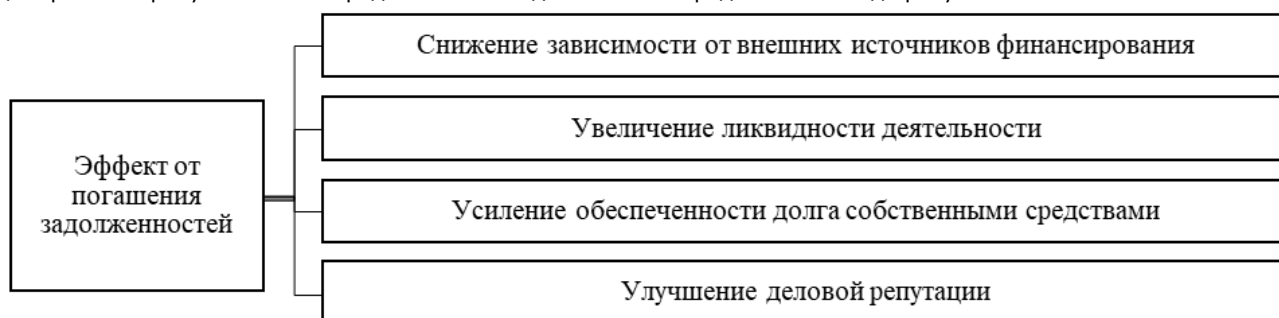 Снижение зависимости от внешних источников финансирования
Увеличение ликвидности деятельности
Эффект от
погашения
задолженностей
Усиление обеспеченности долга собственными средствами
Улучшение деловой репутации